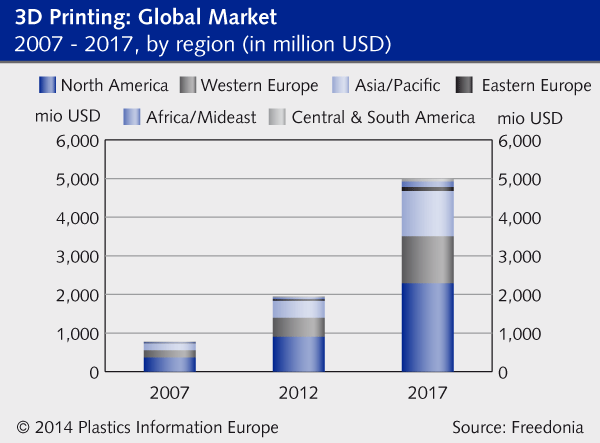 3D Printing: Global Market
2007 - 2017, by region (in million USD)
North America Western Europe Asia/Pacific Eastern Europe
mio USD Africa/Mideast Central & South America mio USD
6,000 6,000
5,000 5,000
4,000 4,000
3,000 3,000
2,000 2,000
1,000 1,000
0 0
2007 2012 2017
© 2014 Plastics Information Europe Source: Freedonia